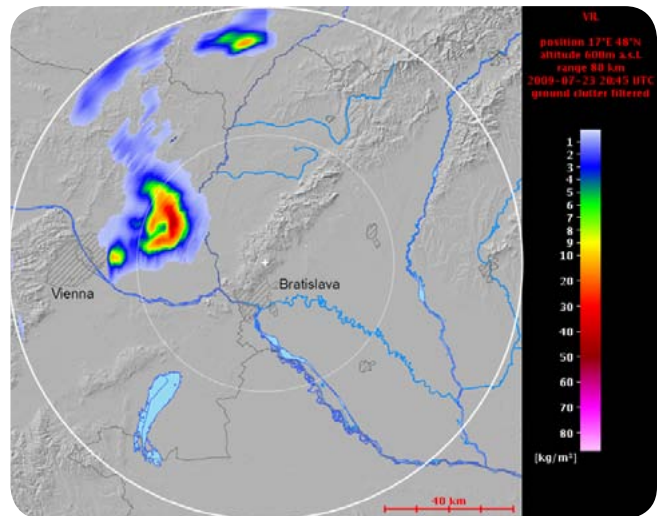 VIL
position 17°E 48°N
altitude 600m a.s.l.
range 80 km
2009-07-23 20:45 UTC
ground clutter filtered
1
2
3
4
5
6
7
8
9
10
20
30
40
50
60
70
80
[kg/m²]
Vienna
Bratislava
40 km